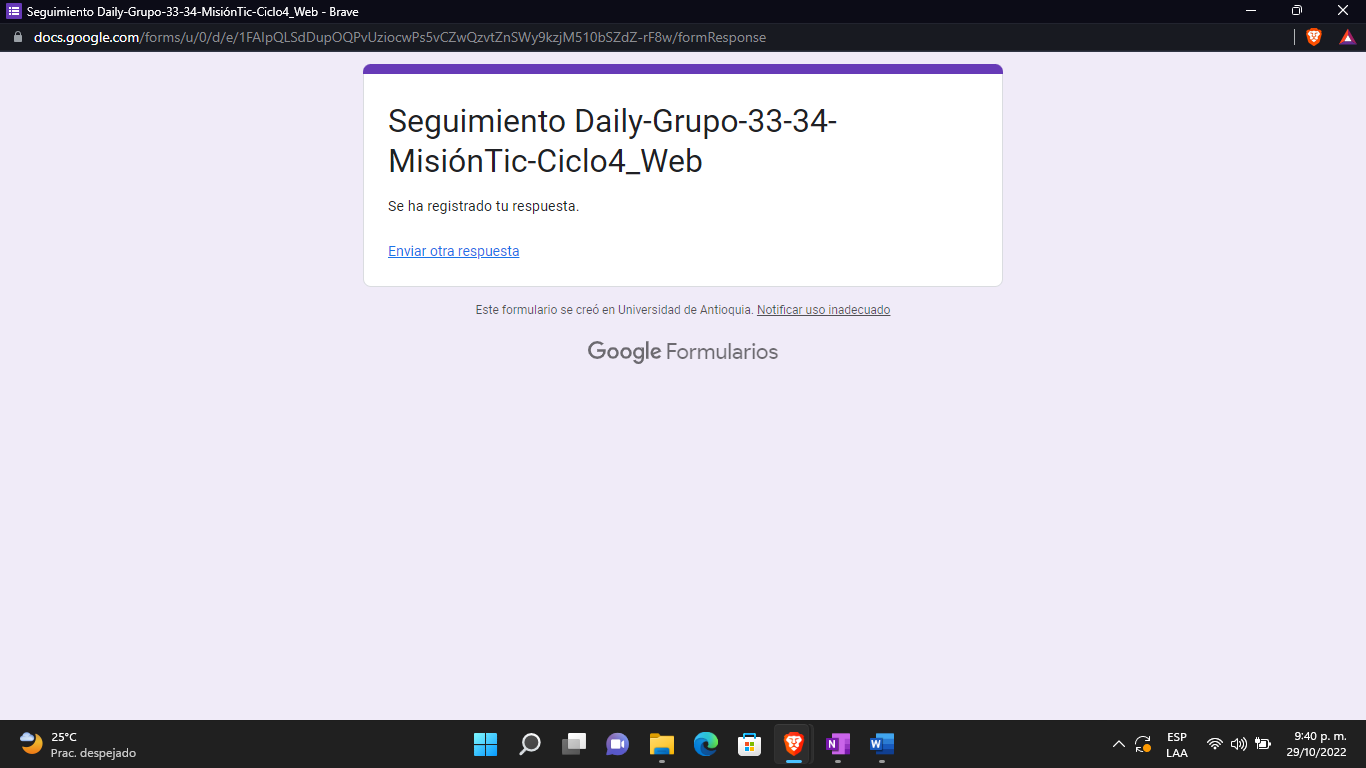 Seguimiento Daily-Grupo-33-34-MisiónTic-Ciclo4_Web - Brave
docs.google.com/forms/u/0/d/e/1FAIpQLSdDupOQPvUziocwPs5vCZwQzvtZnSWy9kzjM510bSZdZ-rF8w/formResponse
Seguimiento Daily-Grupo-33-34-
MisiónTic-Ciclo4_Web
Se ha registrado tu respuesta.
Enviar otra respuesta
Este formulario se creó en Universidad de Antioquia. Notificar uso inadecuado
Google Formularios
25°C
Prac. despejado
ESP
LAA
9:40 p. m.
29/10/2022